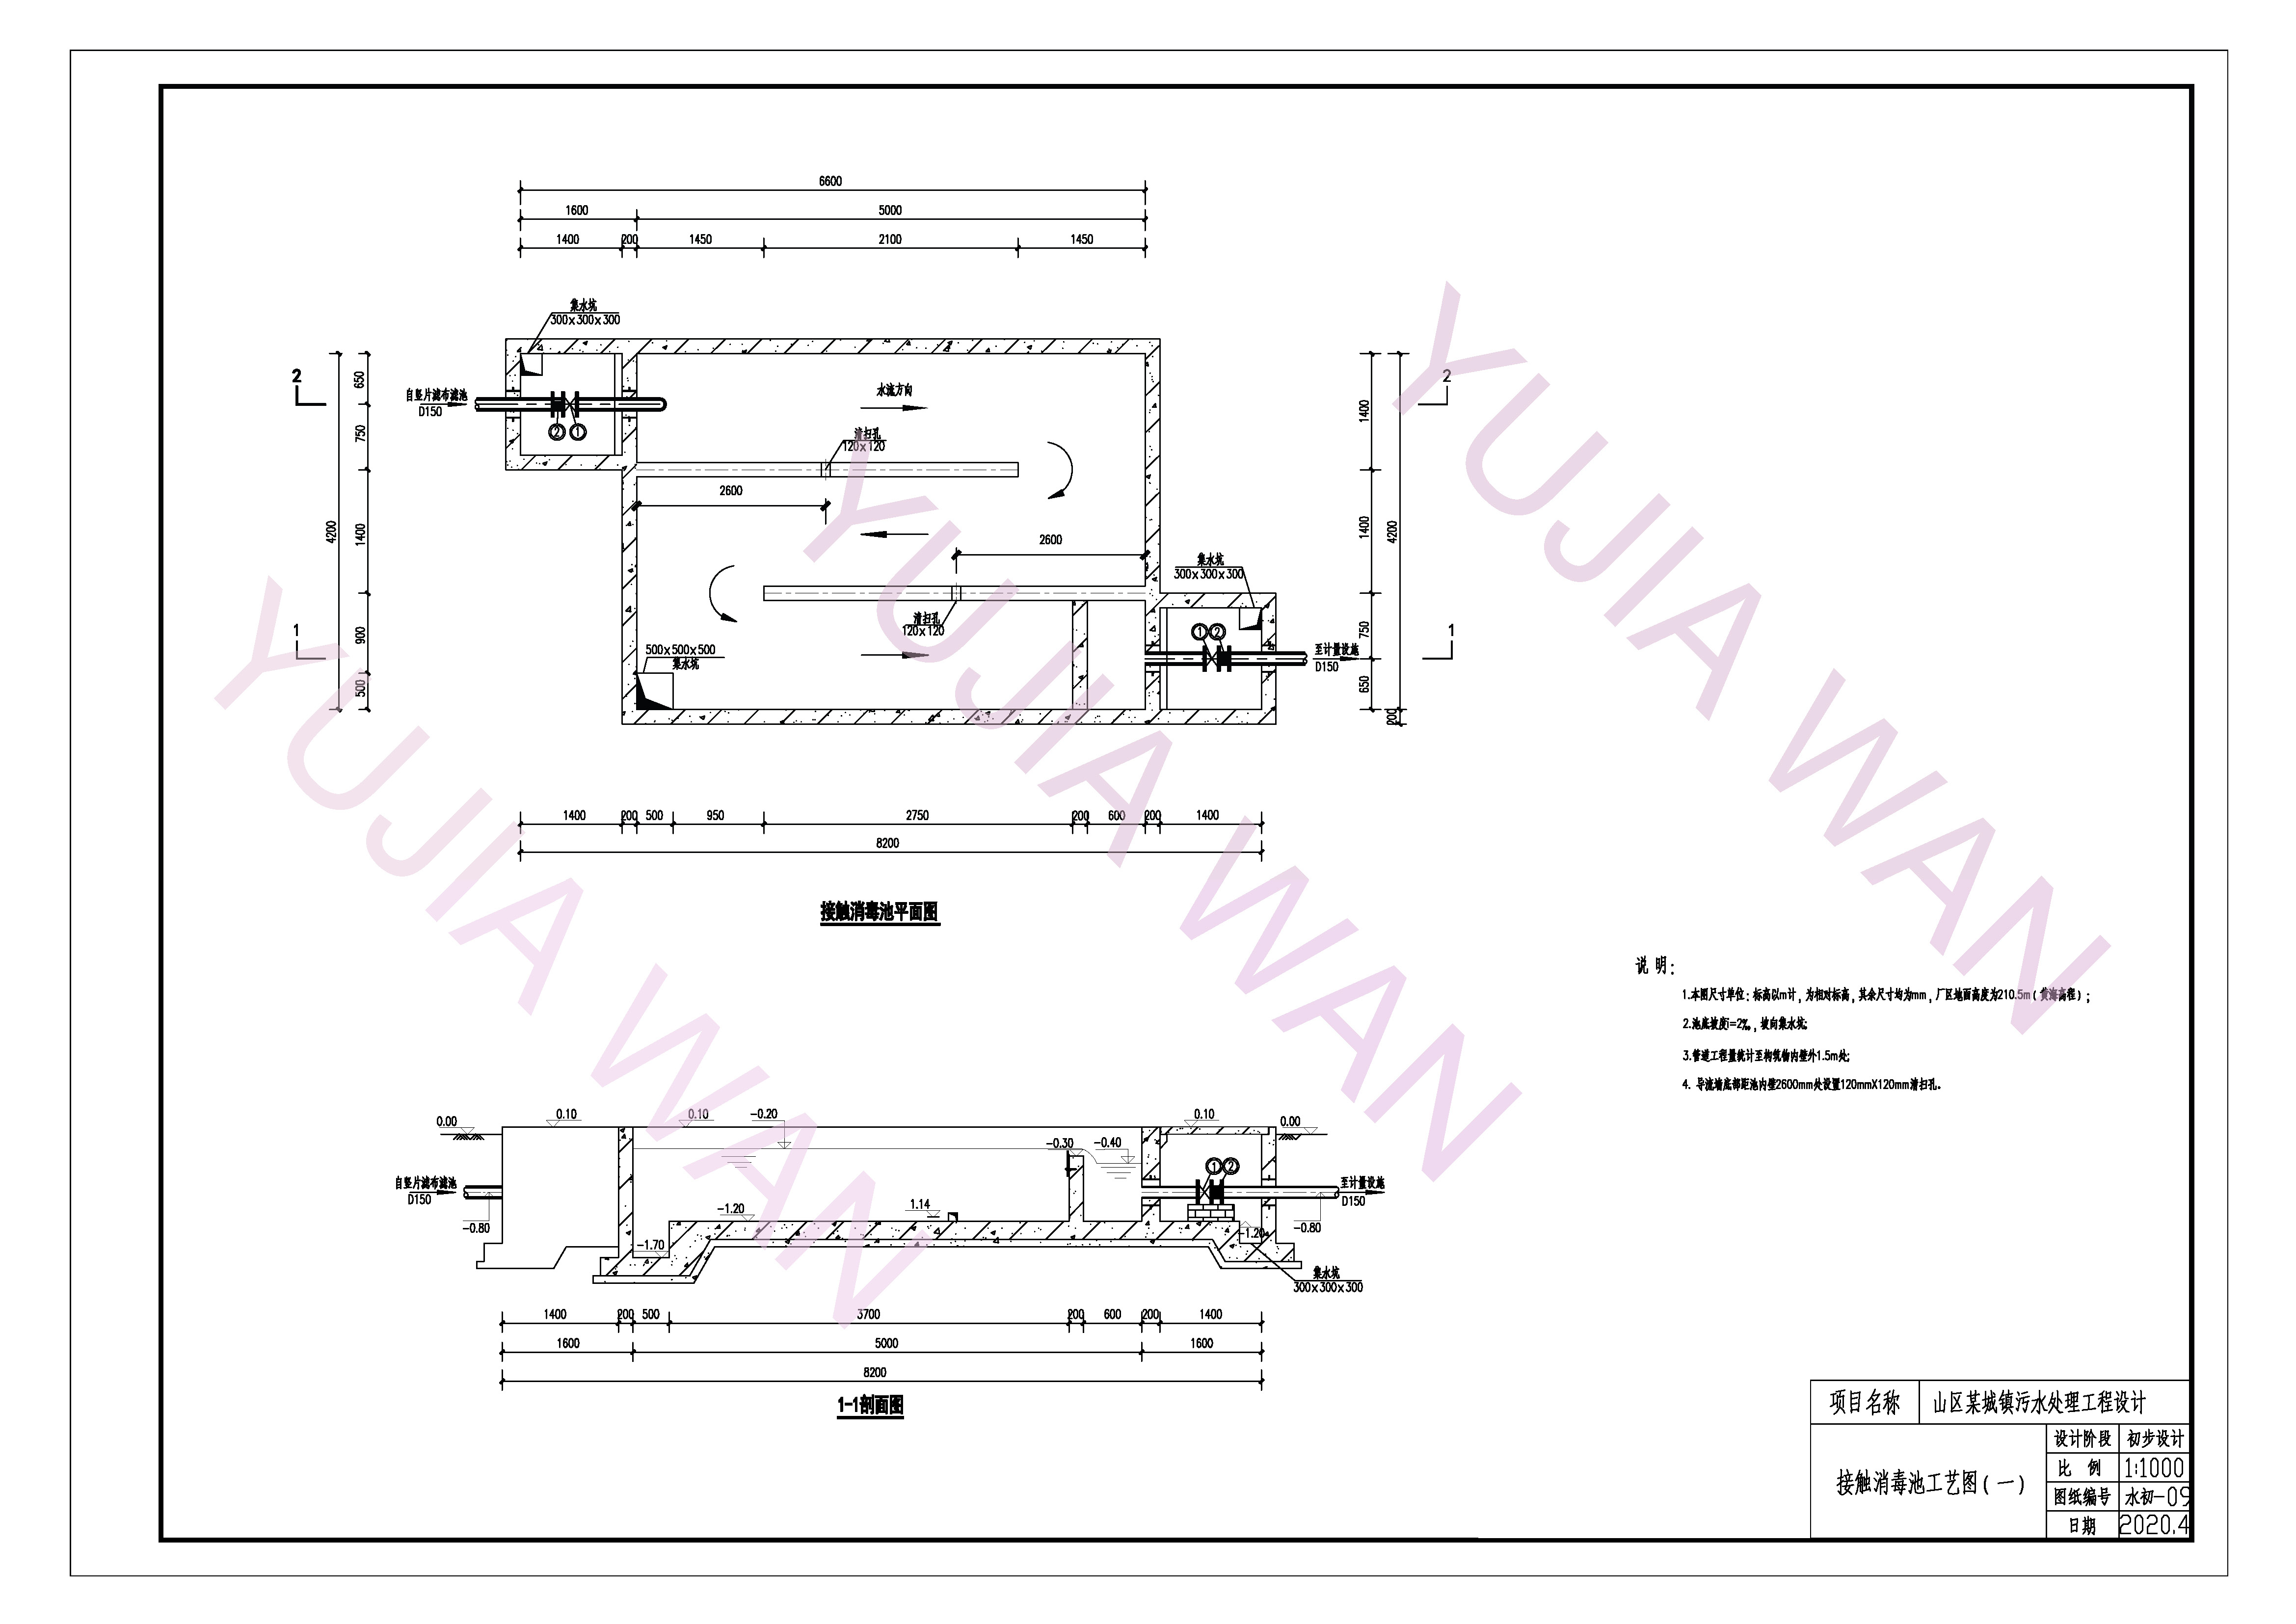 6600
1600 5000
1400 200 1450 2100 1450
集水坑
300x300x300
2
自竖片滤布滤池
D150
② ①
水流方向
清扫孔
120x120
2600
2600
清扫孔
120x120
500x500x500
集水坑
集水坑
300x300x300
① ②
至计量设施
D150
1
1
2
4200
650
750
1400
900
500
1400
1400
750
650
4200
200
1400 200 500 950 2750 200 600 200 1400
8200
接触消毒池平面图
说 明：
1.本图尺寸单位：标高以m计，为相对标高，其余尺寸均为mm，厂区地面高度为210.5m（黄海高程）；
2.池底坡度i=2‰，坡向集水坑;
3.管道工程量统计至构筑物内壁外1.5m处;
4. 导流墙底部距池内壁2600mm处设置120mmX120mm清扫孔。
0.00 0.10 0.10 -0.20 -0.30 -0.40 0.10 0.00
自竖片滤布滤池
D150
-0.80
-1.70
-1.20
1.14
① ②
至计量设施
D150
-0.80
-1.20
集水坑
300x300x300
1400 200 500 3700 200 600 200 1400
1600 5000 1600
8200
1-1剖面图
项目名称 山区某城镇污水处理工程设计
接触消毒池工艺图（一）
设计阶段 初步设计
比 例 1:1000
图纸编号 水初-09
日期 2020.4
YUJIA WAN
YUJIA WAN
YUJIA WAN